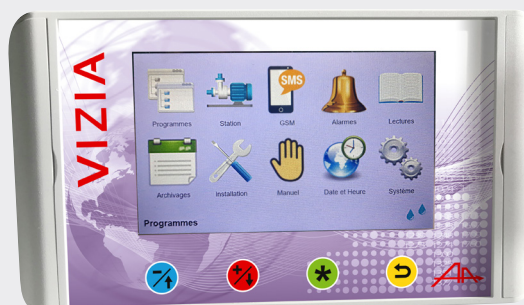 VIZIA
SMS
Programmes
Station
GSM
Alarmes
Lectures
Archivages
Installation
Manuel
Date et Heure
Système
Programmes
-/↑
+/↓
*